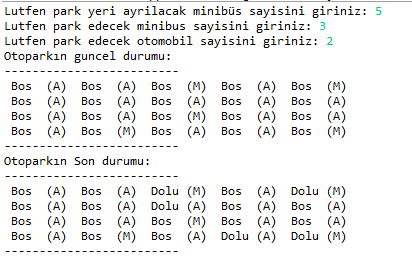 Lutfen park yeri ayrilacak minibüs sayisini giriniz: 5
Lutfen park edecek minibus sayisini giriniz: 3
Lutfen park edecek otomobil sayisini giriniz: 2
Otoparkın guncel durumu:
-------------------------
Bos (A) Bos (A) Bos (M) Bos (A) Bos (M)
Bos (A) Bos (A) Bos (A) Bos (A) Bos (A)
Bos (A) Bos (A) Bos (M) Bos (A) Bos (M)
Bos (A) Bos (M) Bos (A) Bos (A) Bos (A)
-------------------------
Otoparkın Son durumu:
-------------------------
Bos (A) Bos (A) Dolu (M) Bos (A) Dolu (M)
Bos (A) Bos (A) Dolu (A) Bos (A) Bos (A)
Bos (A) Bos (A) Bos (M) Bos (A) Bos (A)
Bos (A) Bos (M) Bos (A) Dolu (A) Dolu (M)
-------------------------